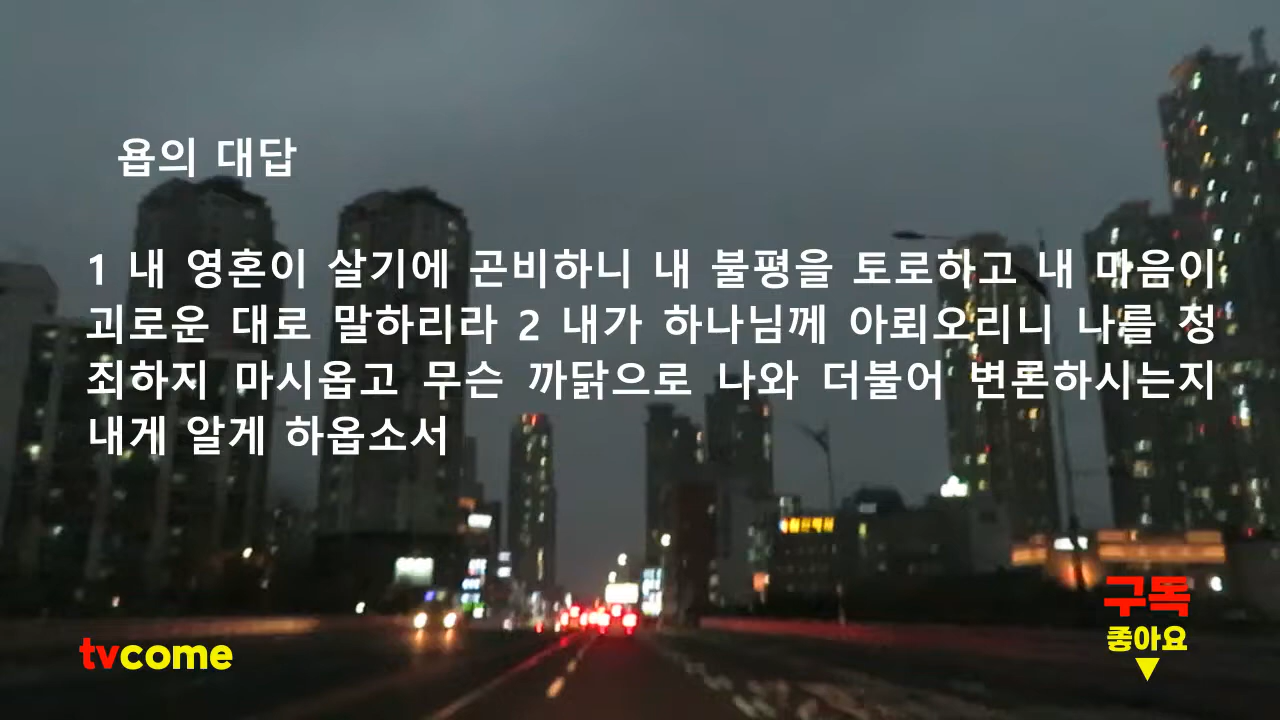 욥의 대답
1 내 영혼이 살기에 곤비하니 내 불평을 토로하고 내 마음이
괴로운 대로 말하리라 2 내가 하나님께 아뢰오리니 나를 정
죄하지 마시옵고 무슨 까닭으로 나와 더불어 변론하시는지
내게 알게 하옵소서
구독
좋아요
tvcome